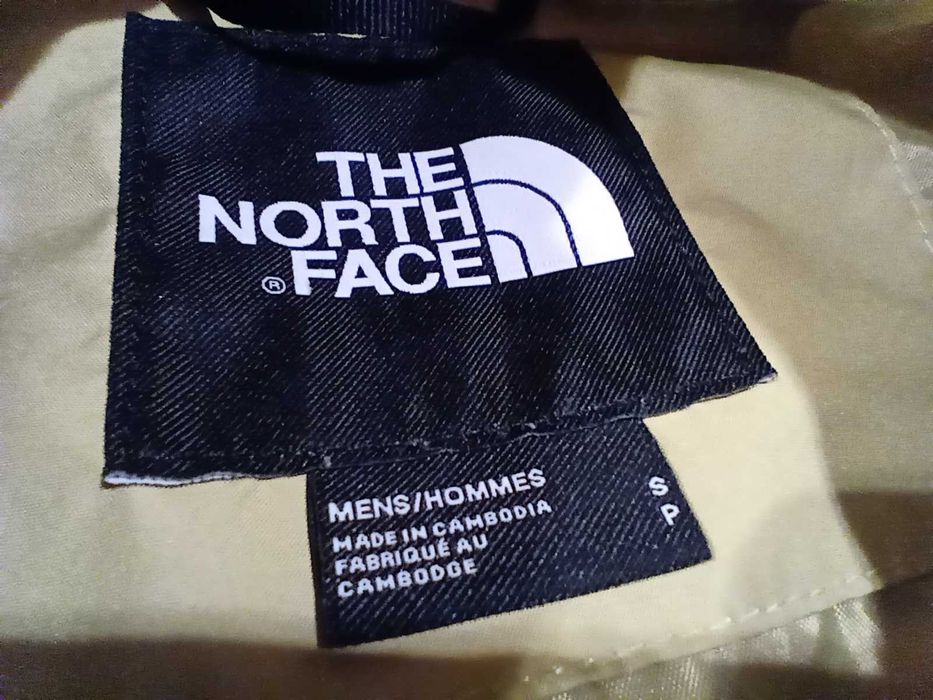 THE
NORTH
® FACE
MENS/HOMMES S
MADE IN CAMBODIA P
FABRIQUÉ AU
CAMBODGE